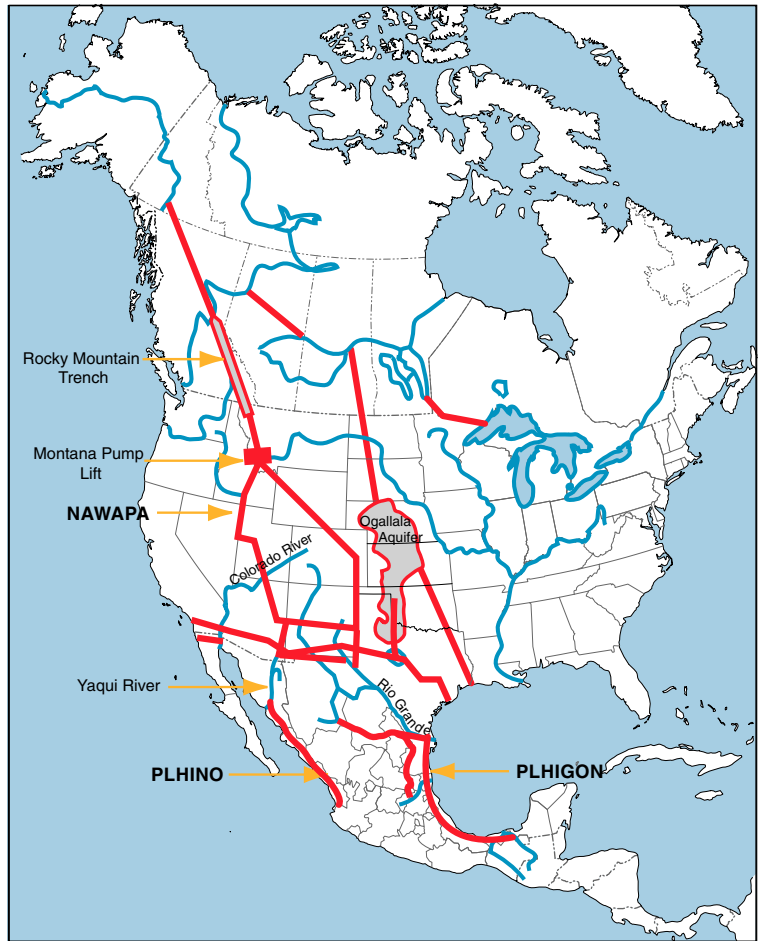 Rocky Mountain
Trench
Montana Pump
Lift
NAWAPA
Ogallala
Aquifer
Colorado River
Yaqui River
Rio Grande
PLHINO
PLHIGON